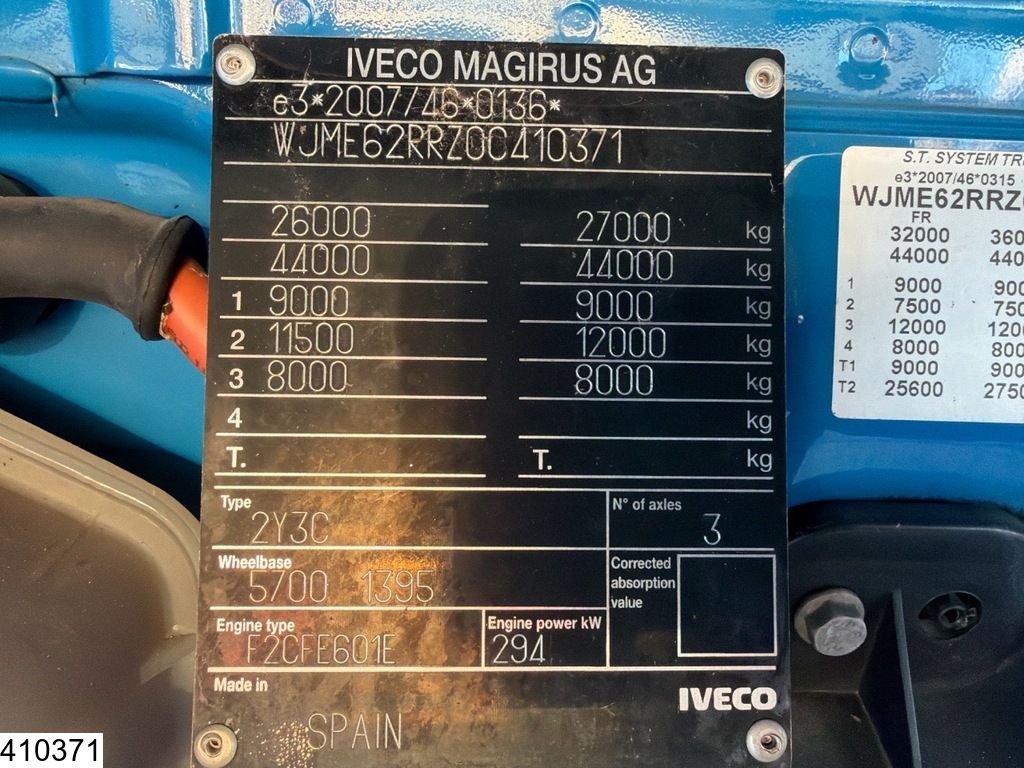 IVECO MAGIRUS AG
e3*2007/46*0136*
WJME62RRZ0C410371
26000 27000 kg
44000 44000 kg
1 9000 9000 kg
2 11500 12000 kg
3 8000 8000 kg
4 kg
T. T. kg
Type N° of axles
2Y3C 3
Wheelbase Corrected absorption value
5700 1395
Engine type Engine power kW
F2CFE601E 294
Made in IVECO
SPAIN
S.T. SYSTEM
e3*2007/46*0315
WJME62RRZ
FR
32000
44000
1 9000
2 7500
3 12000
4 8000
T1 9000
T2 25600
410371